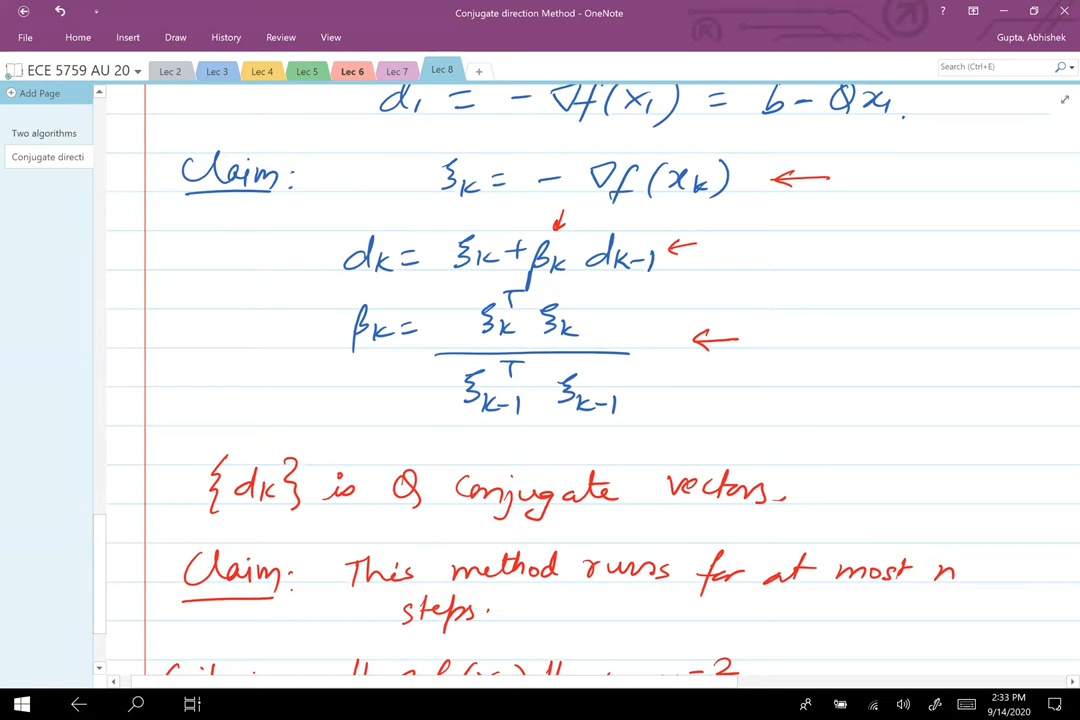 Conjugate direction Method - OneNote
File Home Insert Draw History Review View
Gupta, Abhishek
ECE 5759 AU 20
Lec 2 Lec 3 Lec 4 Lec 5 Lec 6 Lec 7 Lec 8
Search (Ctrl+E)
Add Page
Two algorithms
Conjugate directi
d₁ = - ∇f(x₁) = b - Qx₁.
Claim: ξₖ = - ∇f(xₖ) ←
↓
dₖ = ξₖ + βₖ dₖ₋₁ ←
βₖ = ξₖᵀ ξₖ ←
ξₖ₋₁ᵀ ξₖ₋₁
{dₖ} is Q conjugate vectors.
Claim: This method runs for at most n
steps.
2:33 PM
9/14/2020